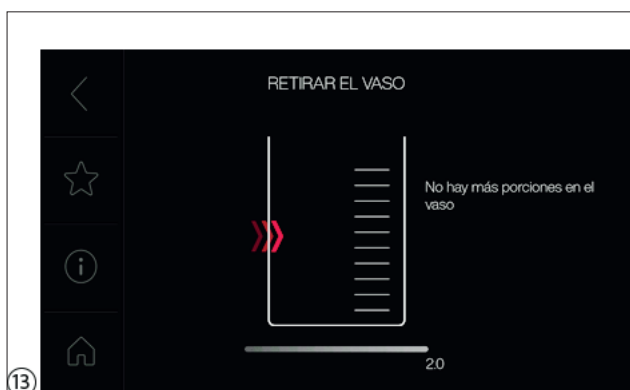 RETIRAR EL VASO
No hay más porciones en el
vaso
2.0
13